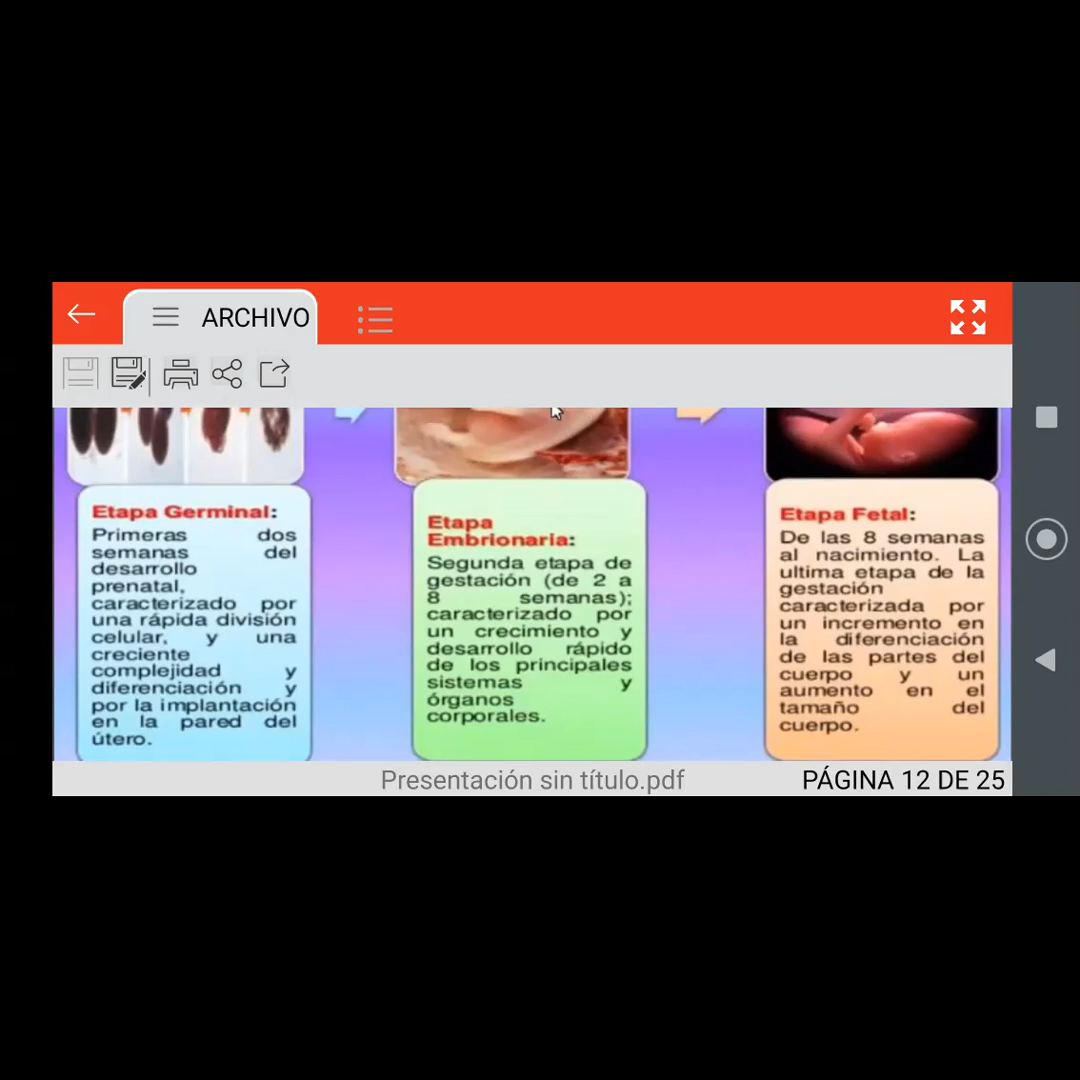 ARCHIVO
Etapa Germinal:
Primeras dos
semanas del
desarrollo
prenatal,
caracterizado por
una rápida división
celular, y una
creciente
complejidad y
diferenciación y
por la implantación
en la pared del
útero.
Etapa
Embrionaria:
Segunda etapa de
gestación (de 2 a
8 semanas);
caracterizado por
un crecimiento y
desarrollo rápido
de los principales
sistemas y
órganos
corporales.
Etapa Fetal:
De las 8 semanas
al nacimiento. La
ultima etapa de la
gestación
caracterizada por
un incremento en
la diferenciación
de las partes del
cuerpo y un
aumento en el
tamaño del
cuerpo.
Presentación sin título.pdf
PÁGINA 12 DE 25